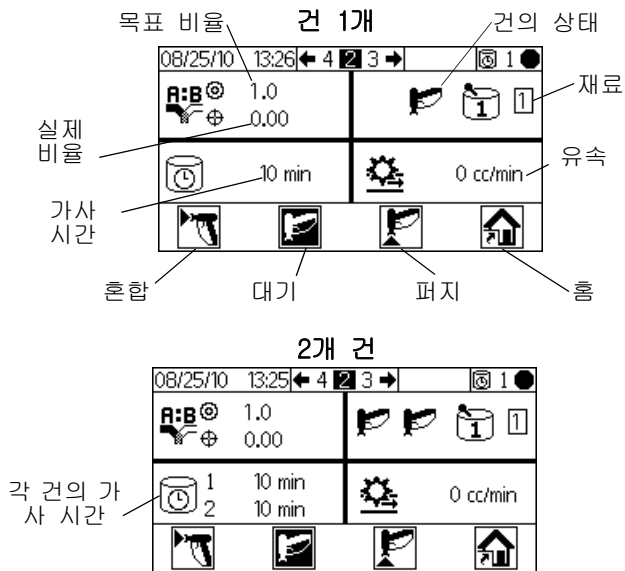 건 1개
목표 비율
건의 상태
08/25/10 13:26 4 2 3 1
A:B 1.0
0.00
1 1
재료
실제
비율
10 min
0 cc/min
유속
가사
시간
혼합
대기
퍼지
홈
2개 건
08/25/10 13:25 4 2 3 1
A:B 1.0
0.00
1 1
각 건의 가
사 시간
1 10 min
2 10 min
0 cc/min